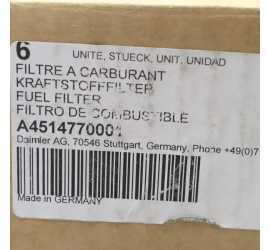 6
UNITE, STUECK, UNIT, UNIDAD
FILTRE A CARBURANT
KRAFTSTOFFFILTER
FUEL FILTER
FILTRO DE COMBUSTIBLE
A4514770001
Daimler AG, 70546 Stuttgart, Germany, Phone +49(0)7
Made in GERMANY